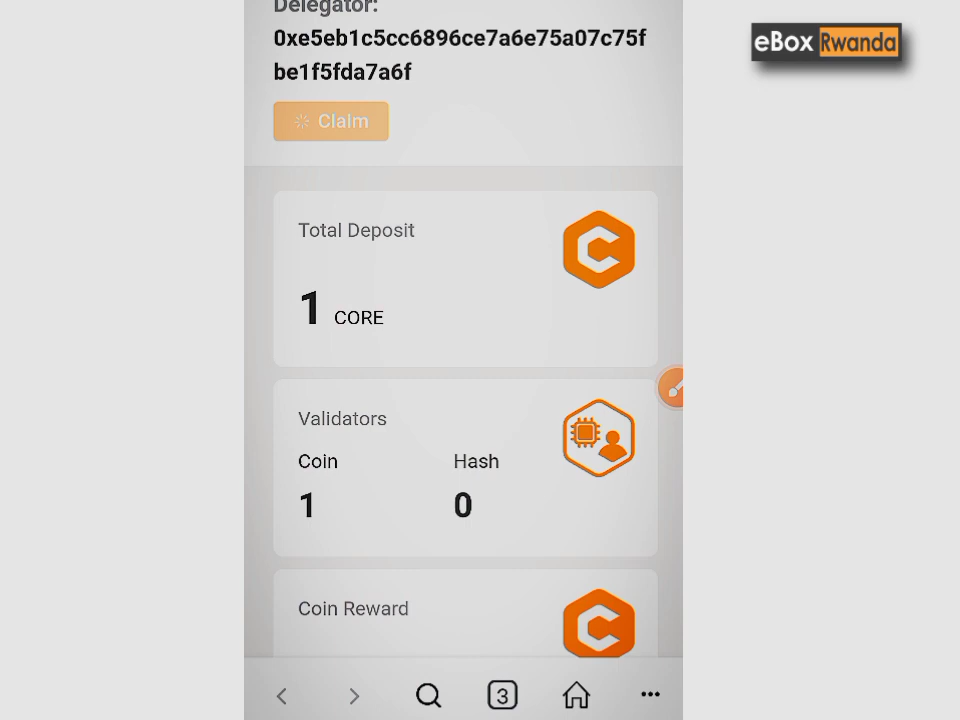 Delegator:
0xe5eb1c5cc6896ce7a6e75a07c75f
be1f5fda7a6f
Claim
eBox Rwanda
Total Deposit
1 CORE
Validators
Coin Hash
1 0
Coin Reward
3